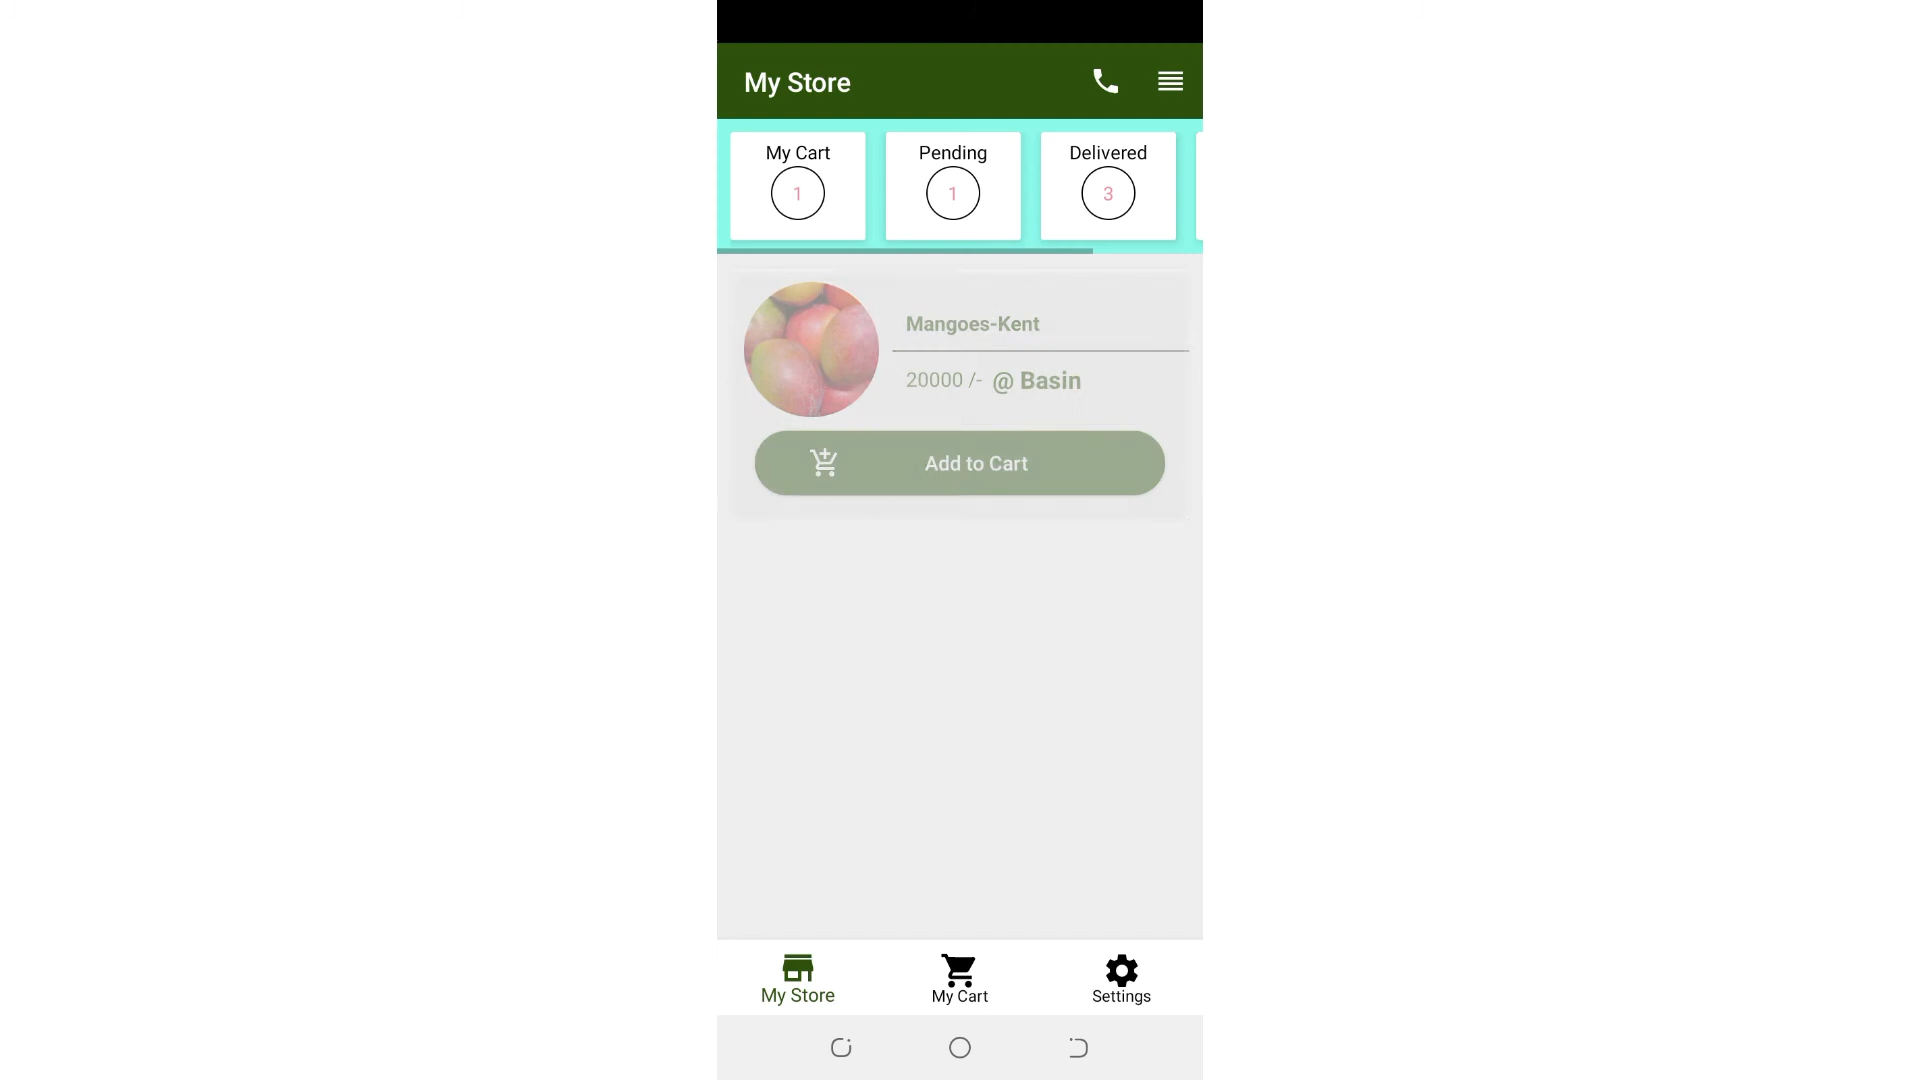 My Store
My Cart
1
Pending
1
Delivered
3
Mangoes-Kent
20000 /- @ Basin
Add to Cart
My Store
My Cart
Settings